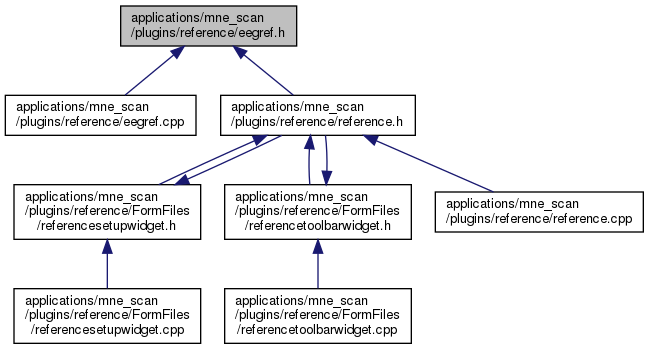 applications/mne_scan
/plugins/reference/eegref.h
applications/mne_scan
/plugins/reference/eegref.cpp
applications/mne_scan
/plugins/reference/reference.h
applications/mne_scan
/plugins/reference/FormFiles
/referencesetupwidget.h
applications/mne_scan
/plugins/reference/FormFiles
/referencetoolbarwidget.h
applications/mne_scan
/plugins/reference/reference.cpp
applications/mne_scan
/plugins/reference/FormFiles
/referencesetupwidget.cpp
applications/mne_scan
/plugins/reference/FormFiles
/referencetoolbarwidget.cpp